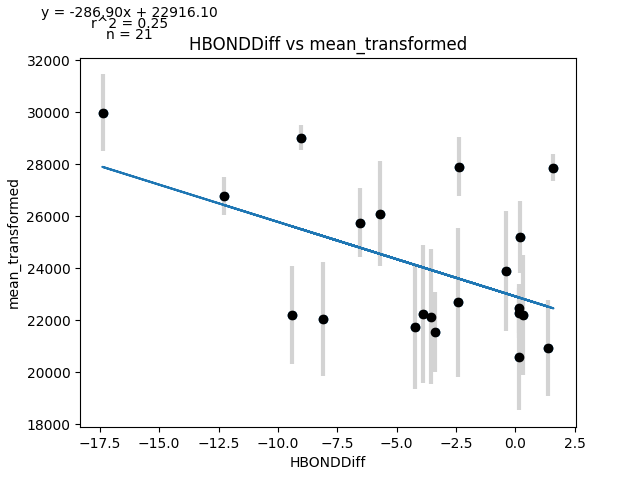 y = -286.90x + 22916.10
r^2 = 0.25
n = 21
HBONDDiff vs mean_transformed
32000
30000
28000
26000
24000
22000
20000
18000
mean_transformed
−17.5 −15.0 −12.5 −10.0 −7.5 −5.0 −2.5 0.0 2.5
HBONDDiff